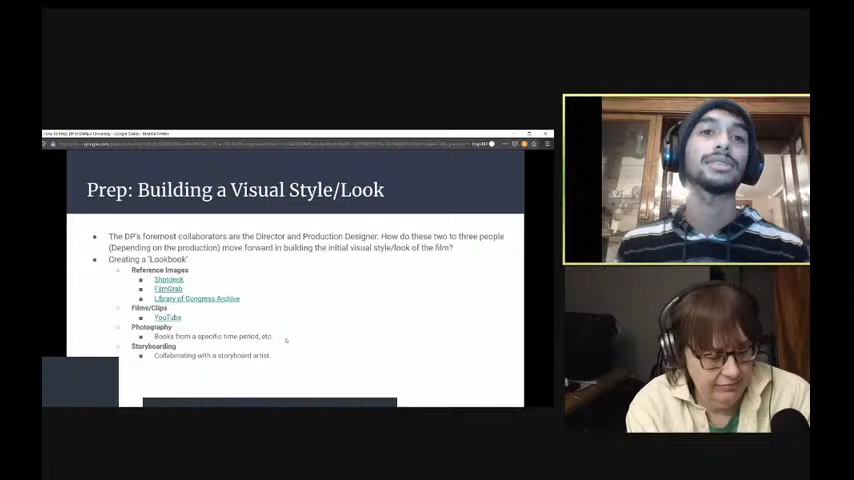 Prep: Building a Visual Style/Look
The DP's foremost collaborators are the Director and Production Designer. How do these two to three people
(Depending on the production) move forward in building the initial visual style/look of the film?
Creating a 'Lookbook'
Reference Images
Shotdeck
FilmGrab
Library of Congress Archive
Films/Clips
YouTube
Photography
Books from a specific time period, etc.
Storyboarding
Collaborating with a storyboard artist.